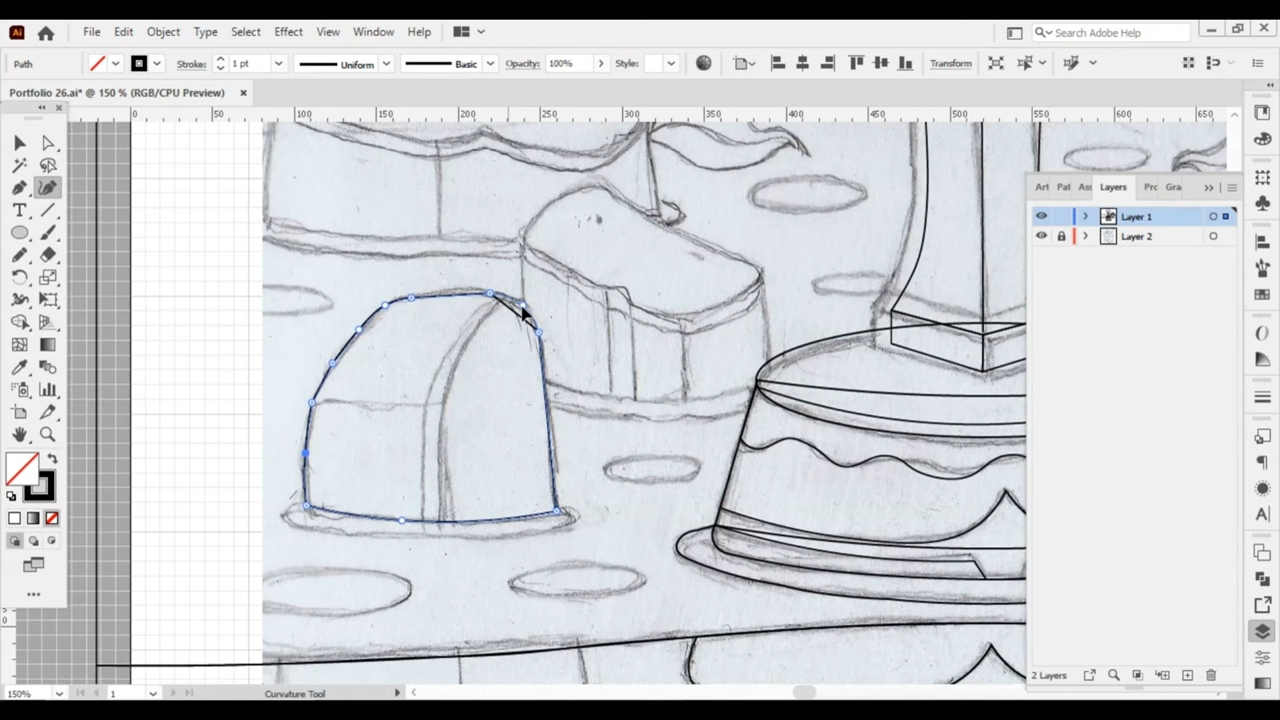 Ai File Edit Object Type Select Effect View Window Help Search Adobe Help
Path Stroke: 1 pt Uniform Basic Opacity: 100% Style: Transform
Portfolio 26.ai* @ 150 % (RGB/CPU Preview)
0 50 100 150 200 250 300 350 400 450 500 550 600 650
Art Pat Ass Layers Prc Gra
Layer 1
Layer 2
2 Layers
150% 1 Curvature Tool